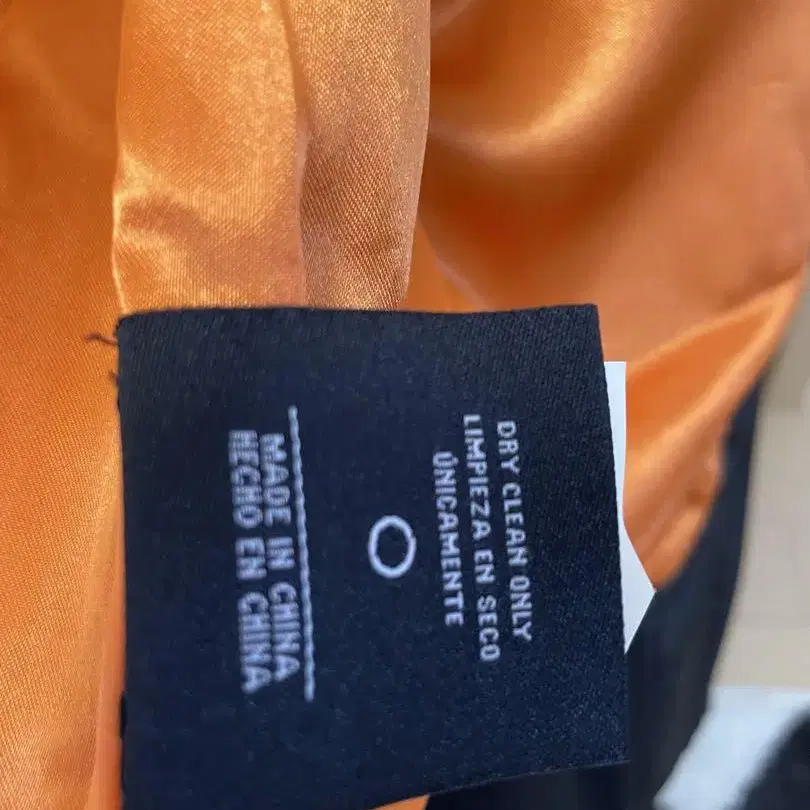 DRY CLEAN ONLY
LIMPIEZA EN SECO
ÚNICAMENTE
MADE IN CHINA
HECHO EN CHINA